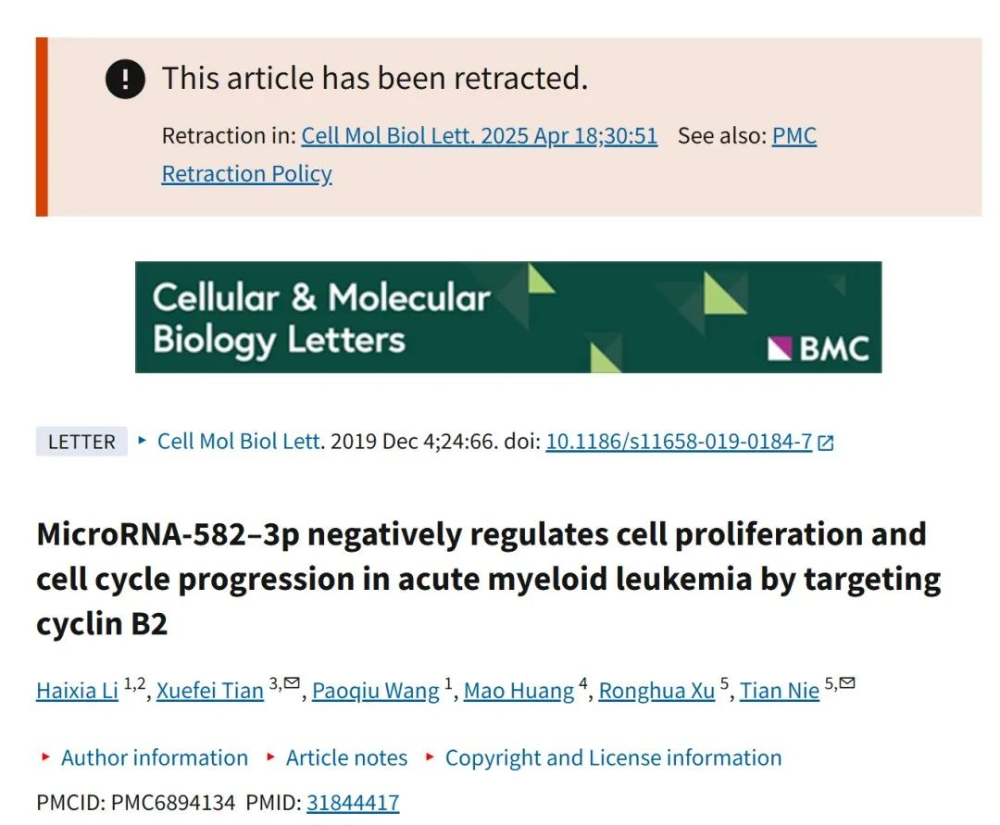 This article has been retracted.
Retraction in: Cell Mol Biol Lett. 2025 Apr 18;30:51 See also: PMC
Retraction Policy
Cellular & Molecular
Biology Letters
BMC
LETTER ▸ Cell Mol Biol Lett. 2019 Dec 4;24:66. doi: 10.1186/s11658-019-0184-7
MicroRNA-582–3p negatively regulates cell proliferation and
cell cycle progression in acute myeloid leukemia by targeting
cyclin B2
Haixia Li 1,2, Xuefei Tian 3,✉, Paoqiu Wang 1, Mao Huang 4, Ronghua Xu 5, Tian Nie 5,✉
▸ Author information ▸ Article notes ▸ Copyright and License information
PMCID: PMC6894134 PMID: 31844417